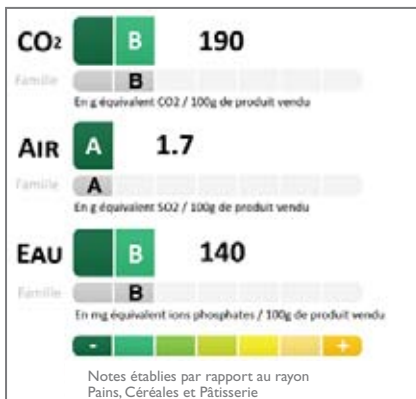 CO2 B 190
Famille B
En g équivalent CO2 / 100g de produit vendu
AIR A 1.7
Famille A
En g équivalent SO2 / 100g de produit vendu
EAU B 140
Famille B
En mg équivalent ions phosphates / 100g de produit vendu
- +
Notes établies par rapport au rayon
Pains, Céréales et Pâtisserie